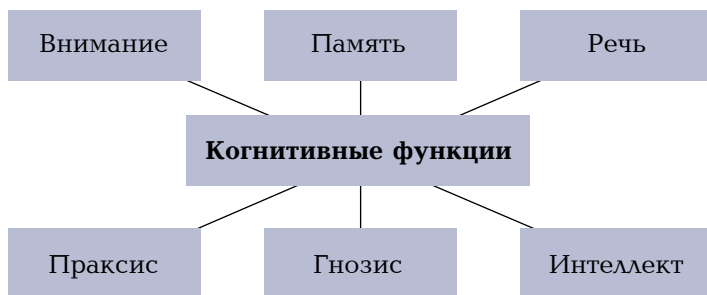 Внимание
Память
Речь
Когнитивные функции
Праксис
Гнозис
Интеллект